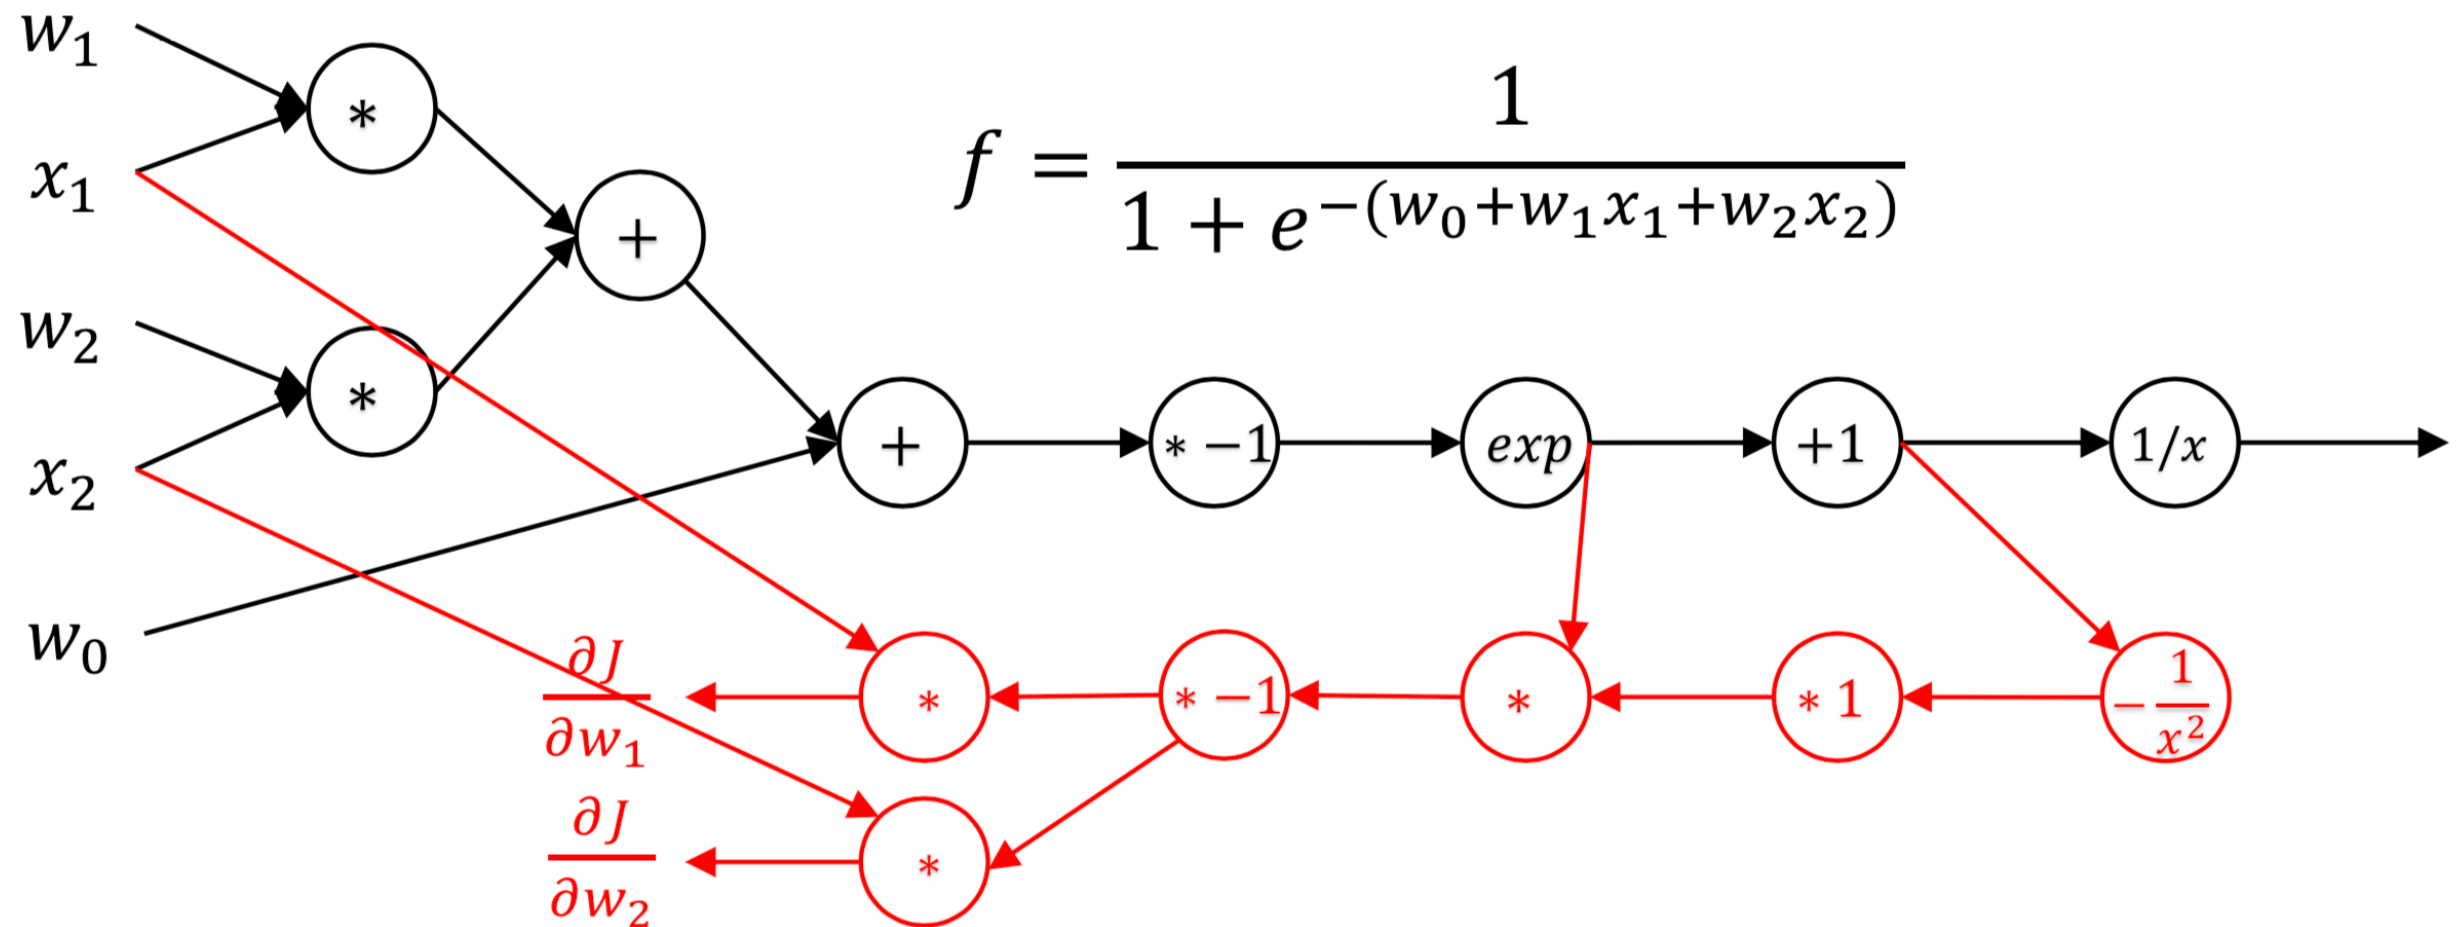 w₁
*
x₁
+
f = 1 / (1 + e^−(w₀+w₁x₁+w₂x₂))
w₂
*
x₂
+
* −1
exp
+1
1/x
w₀
∂J/∂w₁
*
* −1
*
* 1
−1/x²
∂J/∂w₂
*